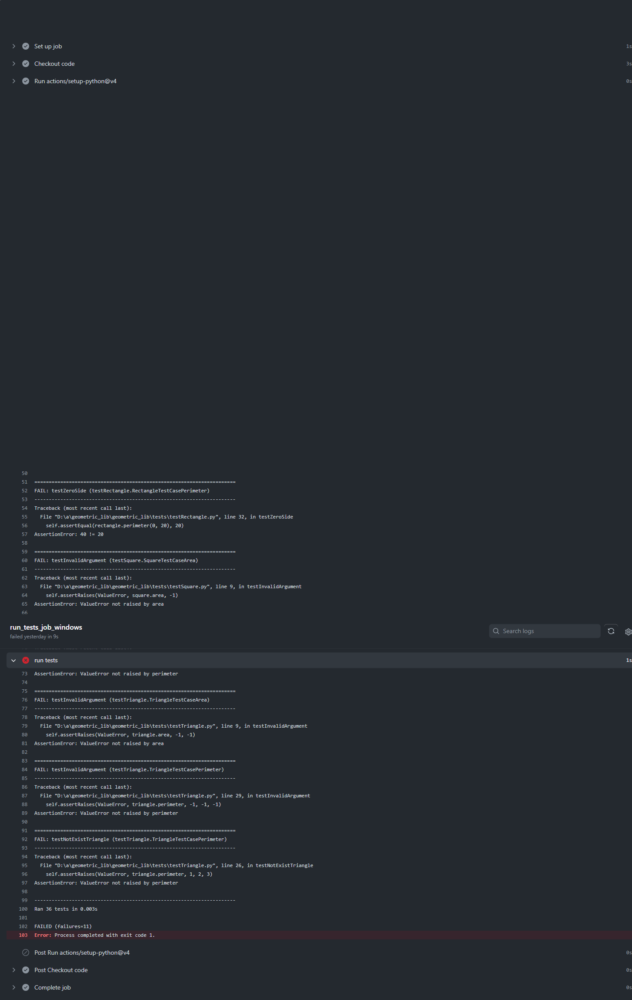 Set up job 1s
Checkout code 3s
Run actions/setup-python@v4 0s
50
51 ======================================================================
52 FAIL: testZeroSide (testRectangle.RectangleTestCasePerimeter)
53 ----------------------------------------------------------------------
54 Traceback (most recent call last):
55 File "D:\a\geometric_lib\geometric_lib\tests\testRectangle.py", line 32, in testZeroSide
56 self.assertEqual(rectangle.perimeter(0, 20), 20)
57 AssertionError: 40 != 20
58
59 ======================================================================
60 FAIL: testInvalidArgument (testSquare.SquareTestCaseArea)
61 ----------------------------------------------------------------------
62 Traceback (most recent call last):
63 File "D:\a\geometric_lib\geometric_lib\tests\testSquare.py", line 9, in testInvalidArgument
64 self.assertRaises(ValueError, square.area, -1)
65 AssertionError: ValueError not raised by area
66
run_tests_job_windows
failed yesterday in 9s
Search logs
run tests 1s
73 AssertionError: ValueError not raised by perimeter
74
75 ======================================================================
76 FAIL: testInvalidArgument (testTriangle.TriangleTestCaseArea)
77 ----------------------------------------------------------------------
78 Traceback (most recent call last):
79 File "D:\a\geometric_lib\geometric_lib\tests\testTriangle.py", line 9, in testInvalidArgument
80 self.assertRaises(ValueError, triangle.area, -1, -1)
81 AssertionError: ValueError not raised by area
82
83 ======================================================================
84 FAIL: testInvalidArgument (testTriangle.TriangleTestCasePerimeter)
85 ----------------------------------------------------------------------
86 Traceback (most recent call last):
87 File "D:\a\geometric_lib\geometric_lib\tests\testTriangle.py", line 29, in testInvalidArgument
88 self.assertRaises(ValueError, triangle.perimeter, -1, -1, -1)
89 AssertionError: ValueError not raised by perimeter
90
91 ======================================================================
92 FAIL: testNotExistTriangle (testTriangle.TriangleTestCasePerimeter)
93 ----------------------------------------------------------------------
94 Traceback (most recent call last):
95 File "D:\a\geometric_lib\geometric_lib\tests\testTriangle.py", line 26, in testNotExistTriangle
96 self.assertRaises(ValueError, triangle.perimeter, 1, 2, 3)
97 AssertionError: ValueError not raised by perimeter
98
99 ----------------------------------------------------------------------
100 Ran 36 tests in 0.003s
101
102 FAILED (failures=11)
103 Error: Process completed with exit code 1.
Post Run actions/setup-python@v4 0s
Post Checkout code 0s
Complete job 0s